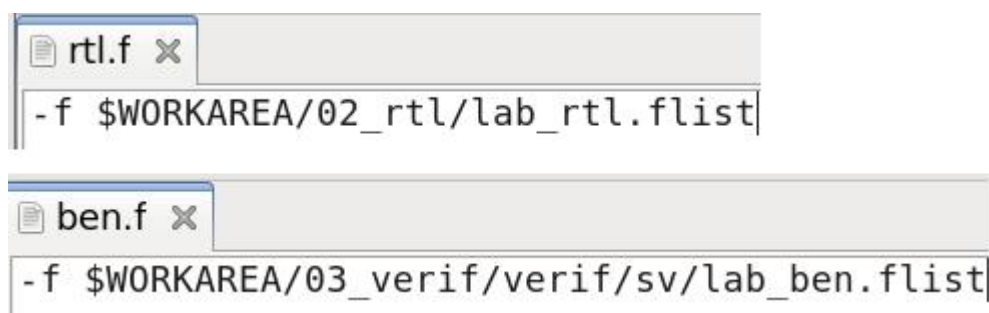 rtl.f
-f $WORKAREA/02_rtl/lab_rtl.flist
ben.f
-f $WORKAREA/03_verif/verif/sv/lab_ben.flist